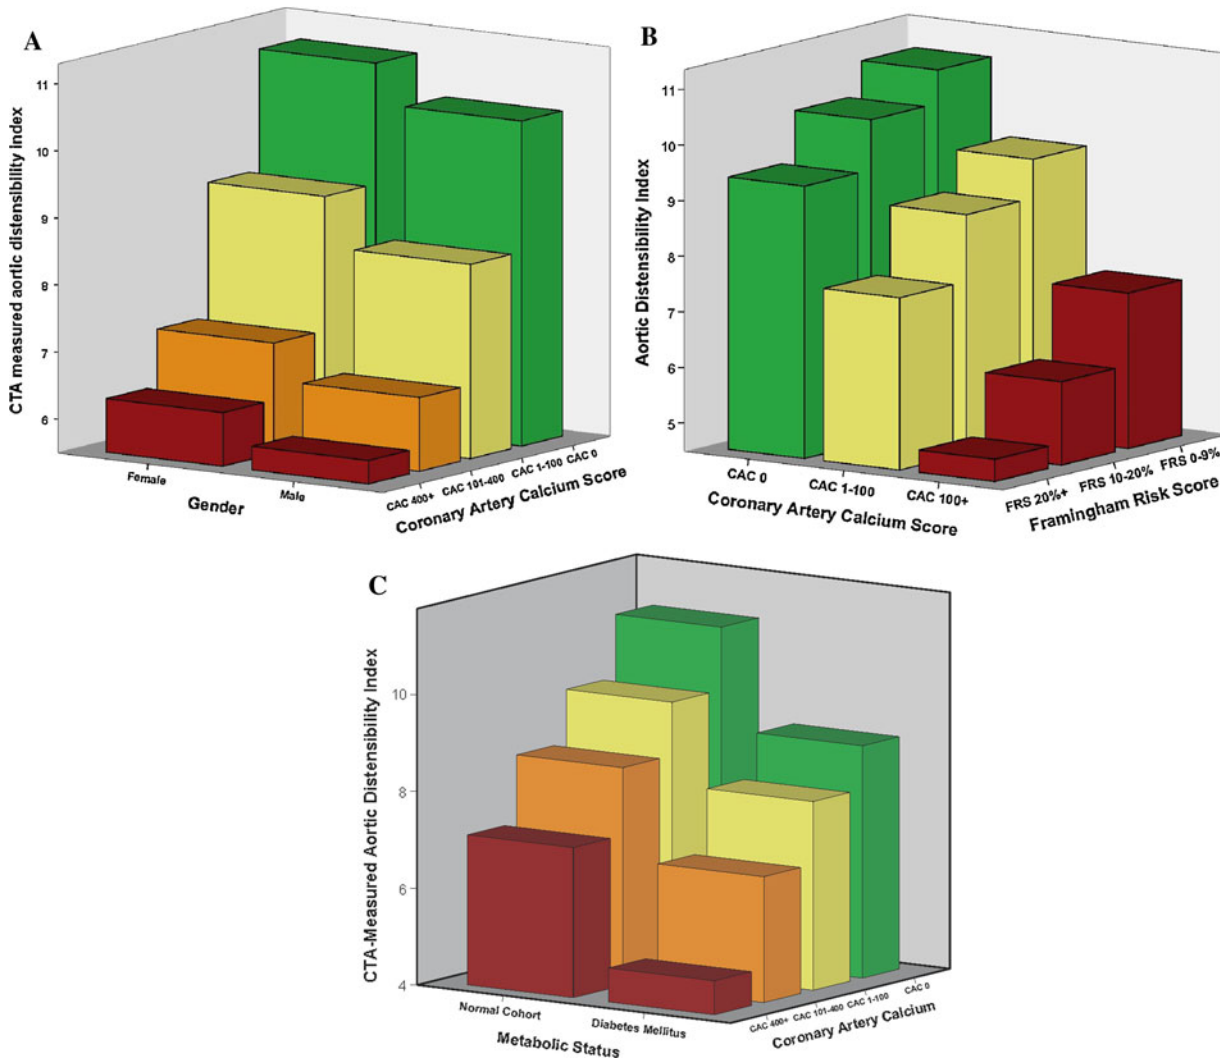 A
CTA measured aortic distensibility index
11
10
9
8
7
6
Female
Male
Gender
CAC 400+
CAC 101-400
CAC 1-100
CAC 0
Coronary Artery Calcium Score
B
Aortic Distensibility Index
11
10
9
8
7
6
5
CAC 0
CAC 1-100
CAC 100+
Coronary Artery Calcium Score
FRS 20%+
FRS 10-20%
FRS 0-9%
Framingham Risk Score
C
CTA-Measured Aortic Distensibility Index
10
8
6
4
Normal Cohort
Diabetes Mellitus
Metabolic Status
CAC 400+
CAC 101-400
CAC 1-100
CAC 0
Coronary Artery Calcium